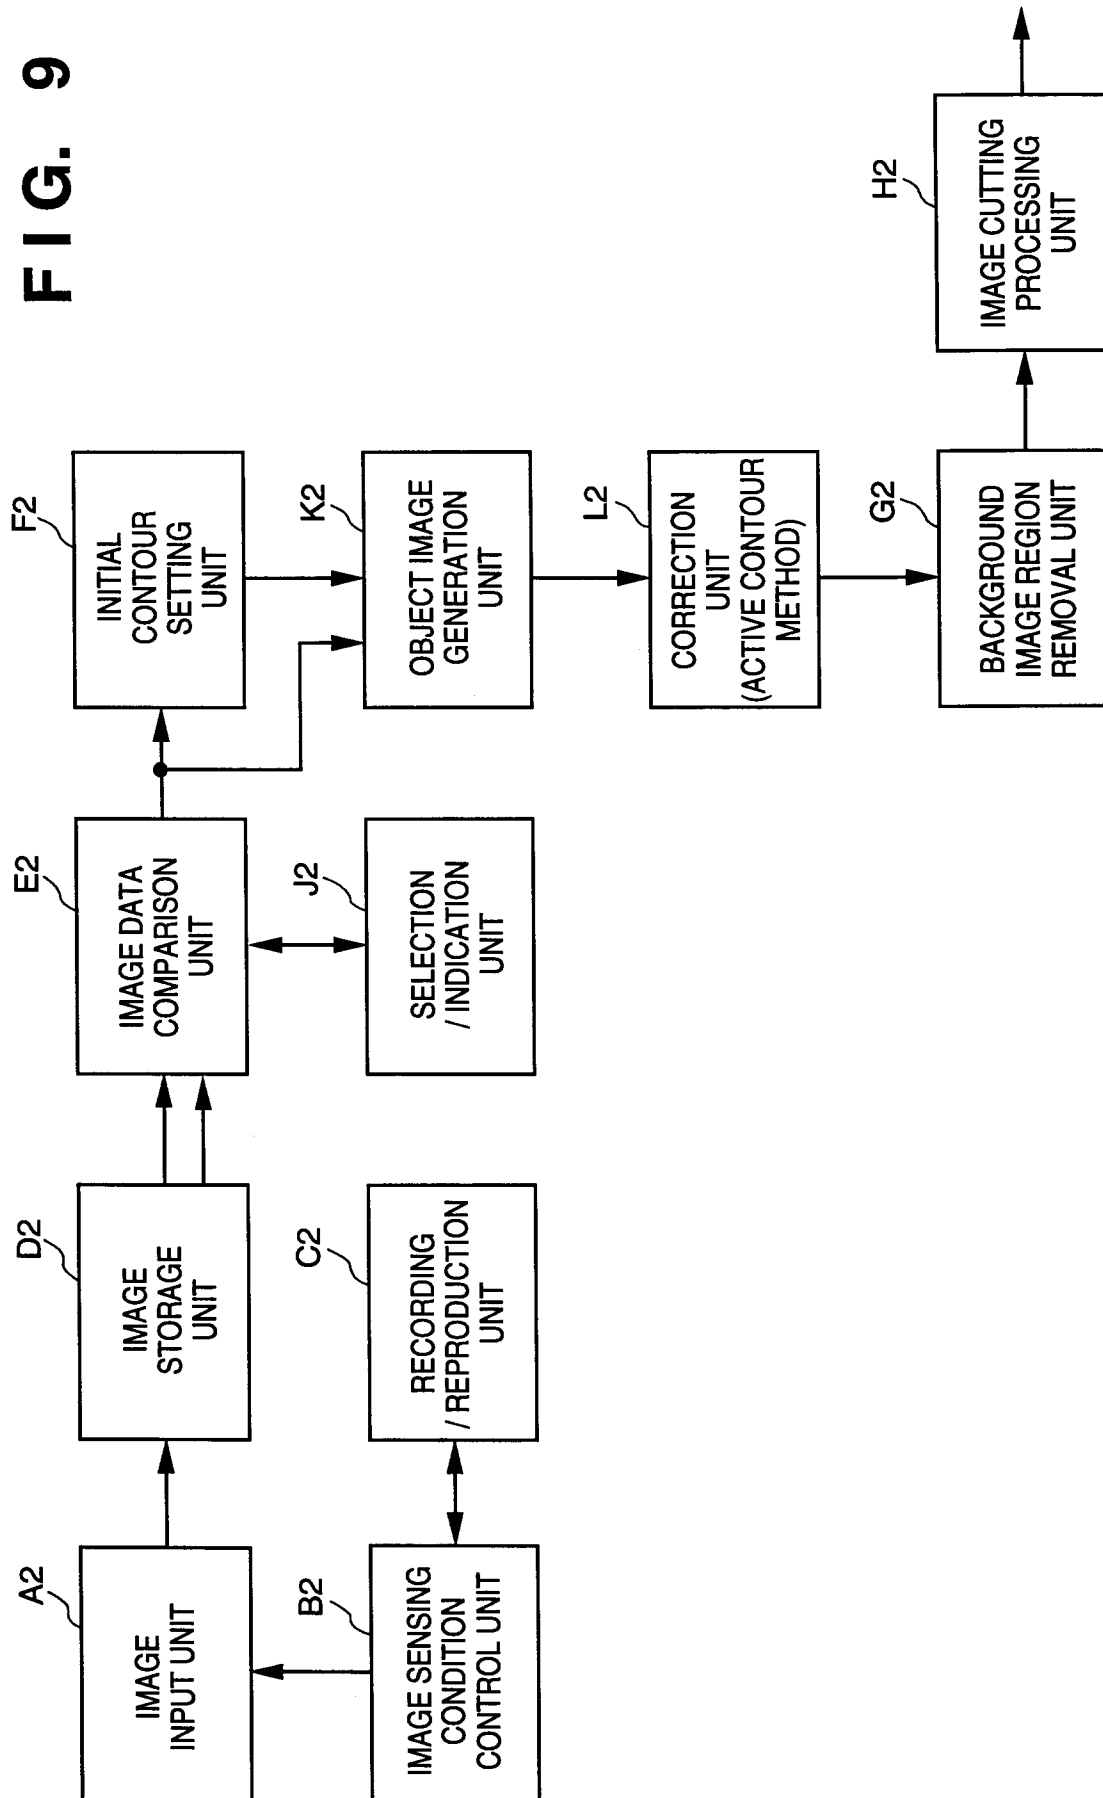 FIG. 9
A2
IMAGE
INPUT UNIT
B2
IMAGE SENSING
CONDITION
CONTROL UNIT
D2
IMAGE
STORAGE
UNIT
C2
RECORDING
/ REPRODUCTION
UNIT
E2
IMAGE DATA
COMPARISON
UNIT
J2
SELECTION
/ INDICATION
UNIT
F2
INITIAL
CONTOUR
SETTING
UNIT
K2
OBJECT IMAGE
GENERATION
UNIT
L2
CORRECTION
UNIT
(ACTIVE CONTOUR
METHOD)
G2
BACKGROUND
IMAGE REGION
REMOVAL UNIT
H2
IMAGE CUTTING
PROCESSING
UNIT